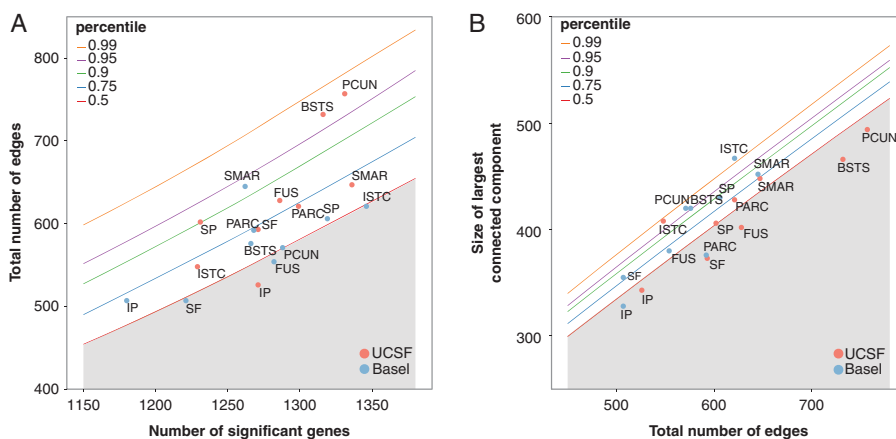 A
percentile
0.99
0.95
0.9
0.75
0.5
Total number of edges
800
700
600
500
400
PCUN
BSTS
SMAR
SMAR
FUS
ISTC
SP
PARC
SF
PARC
SP
BSTS
PCUN
ISTC
FUS
IP
SF
IP
UCSF
Basel
1150
1200
1250
1300
1350
Number of significant genes
B
percentile
0.99
0.95
0.9
0.75
0.5
Size of largest
connected component
600
500
400
300
PCUN
ISTC
BSTS
SMAR
SMAR
PCUN
BSTS
SP
PARC
ISTC
SP
FUS
PARC
FUS
SF
SF
IP
IP
UCSF
Basel
500
600
700
Total number of edges